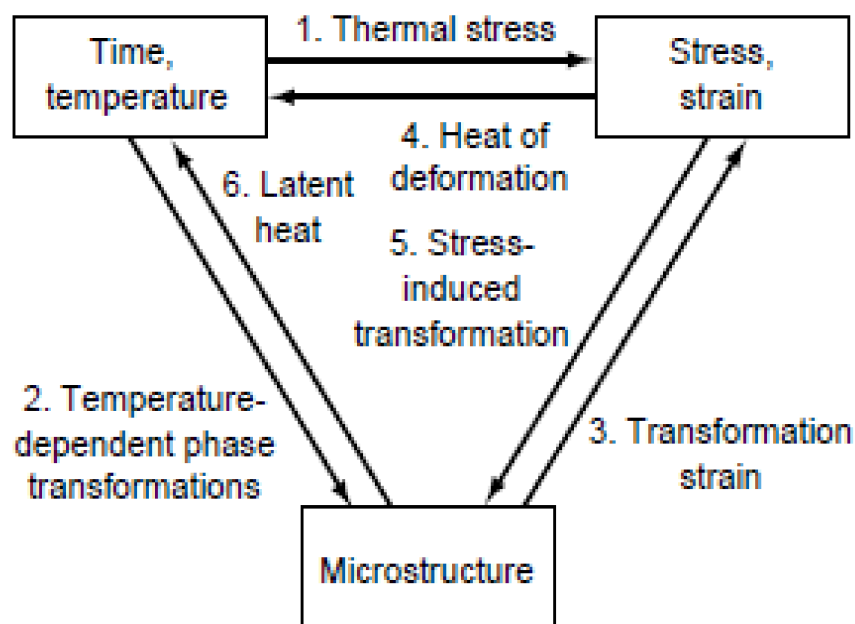 1. Thermal stress
Time,
temperature
Stress,
strain
4. Heat of
deformation
6. Latent
heat
5. Stress-
induced
transformation
2. Temperature-
dependent phase
transformations
3. Transformation
strain
Microstructure